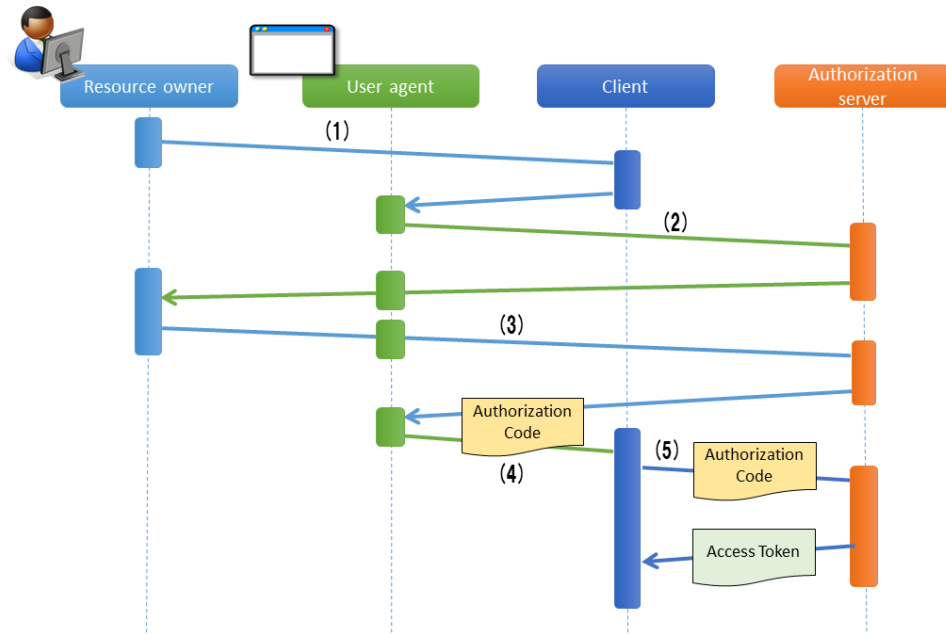 Resource owner
User agent
Client
Authorization
server
(1)
(2)
(3)
Authorization
Code
(4)
(5)
Authorization
Code
Access Token